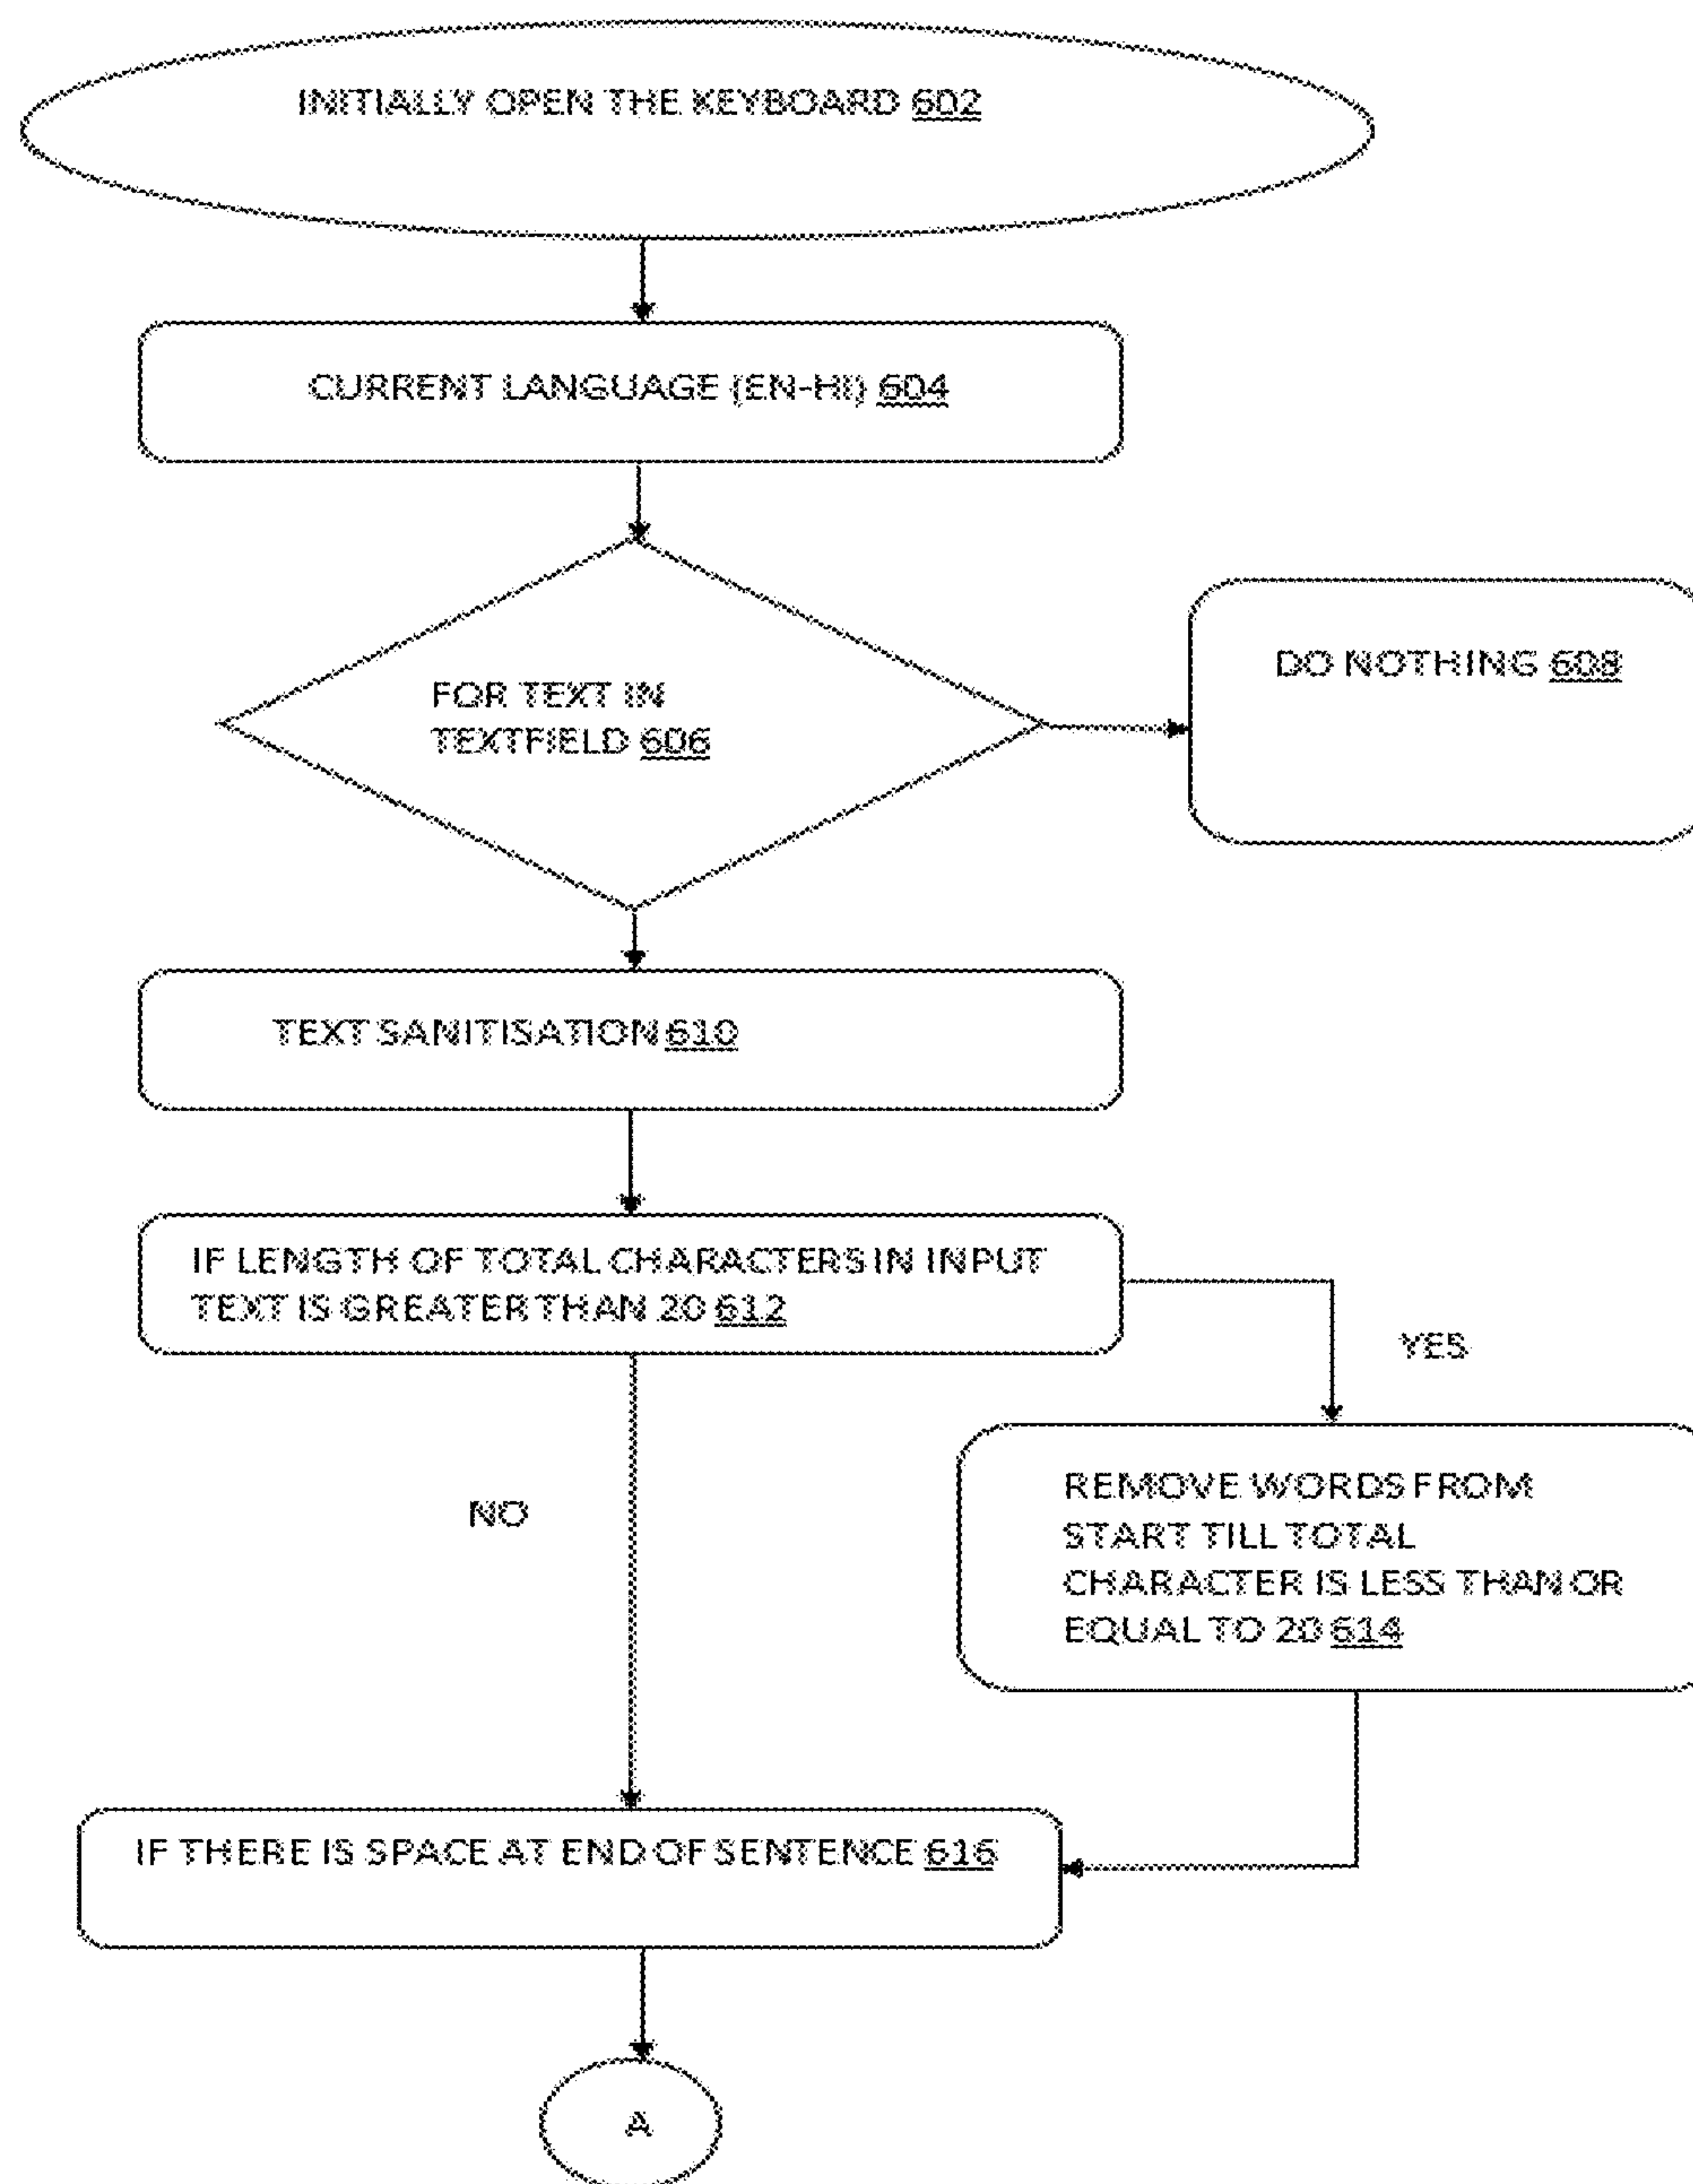 INITIALLY OPEN THE KEYBOARD 602
CURRENT LANGUAGE (EN-HI) 604
FOR TEXT IN
TEXTFIELD 606
DO NOTHING 608
TEXT SANITISATION 610
IF LENGTH OF TOTAL CHARACTERS IN INPUT
TEXT IS GREATER THAN 20 612
YES
NO
REMOVE WORDS FROM
START TILL TOTAL
CHARACTER IS LESS THAN OR
EQUAL TO 20 614
IF THERE IS SPACE AT END OF SENTENCE 616
A